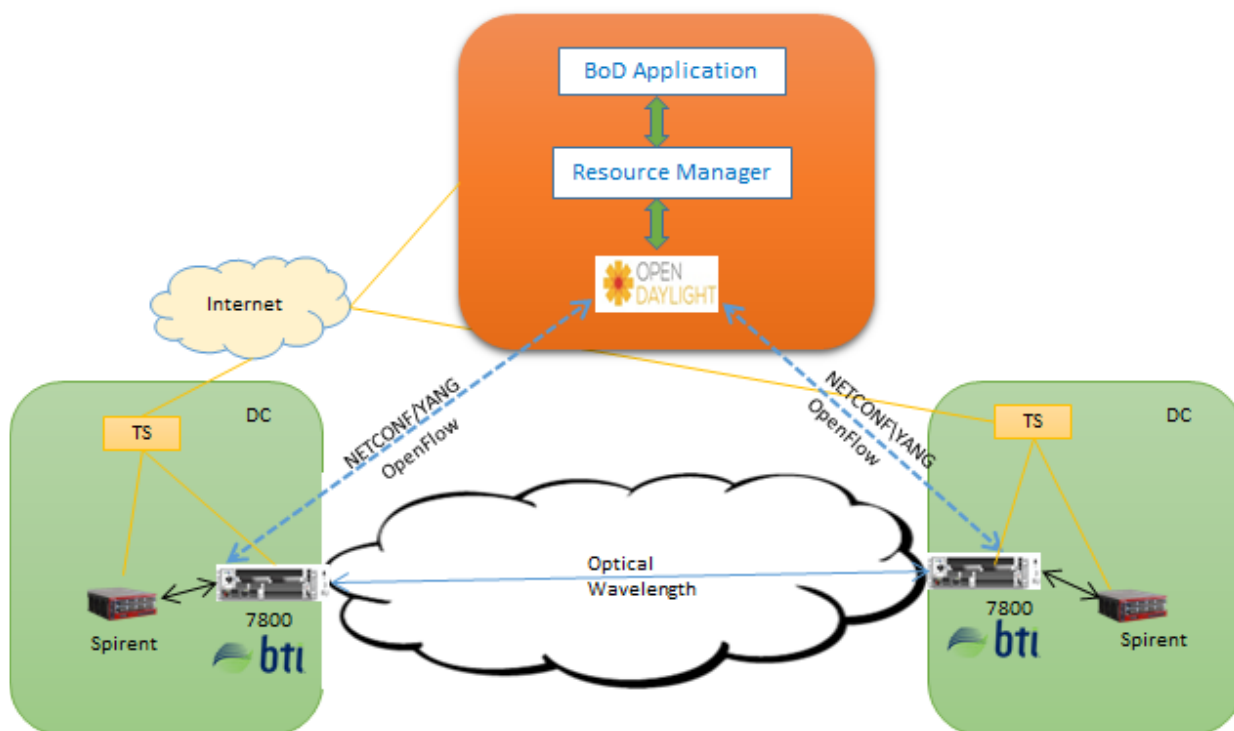 BoD Application
Resource Manager
OPEN
DAYLIGHT
Internet
NETCONF/YANG
OpenFlow
NETCONF\YANG
OpenFlow
DC
TS
TS
DC
Optical
Wavelength
Spirent
7800
bti
7800
bti
Spirent